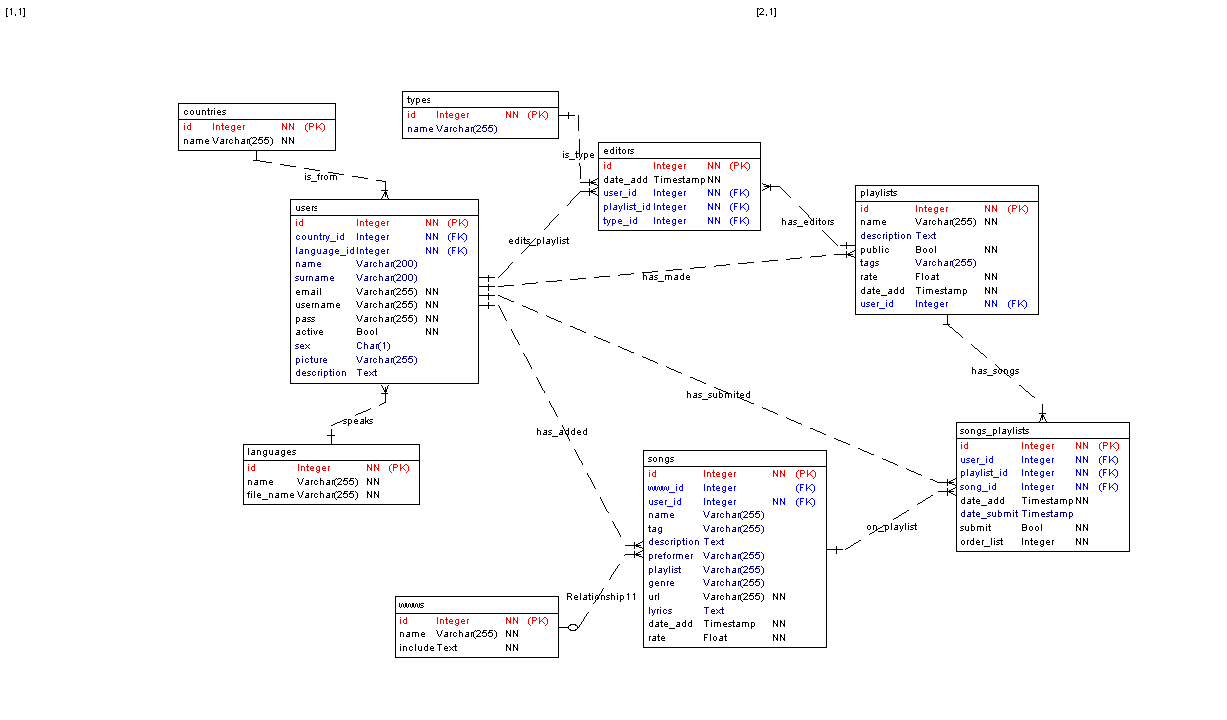 [1,1]
[2,1]
countries
id Integer NN (PK)
name Varchar(255) NN
types
id Integer NN (PK)
name Varchar(255)
is_type
is_from
editors
id Integer NN (PK)
date_add Timestamp NN
user_id Integer NN (FK)
playlist_id Integer NN (FK)
type_id Integer NN (FK)
playlists
id Integer NN (PK)
name Varchar(255) NN
description Text
public Bool NN
tags Varchar(255)
rate Float NN
date_add Timestamp NN
user_id Integer NN (FK)
has_editors
edits_playlist
has_made
users
id Integer NN (PK)
country_id Integer NN (FK)
language_id Integer NN (FK)
name Varchar(200)
surname Varchar(200)
email Varchar(255) NN
username Varchar(255) NN
pass Varchar(255) NN
active Bool NN
sex Char(1)
picture Varchar(255)
description Text
has_songs
has_submited
speaks
has_added
languages
id Integer NN (PK)
name Varchar(255) NN
file_name Varchar(255) NN
songs
id Integer NN (PK)
www_id Integer (FK)
user_id Integer NN (FK)
name Varchar(255)
tag Varchar(255)
description Text
preformer Varchar(255)
playlist Varchar(255)
genre Varchar(255)
url Varchar(255) NN
lyrics Text
date_add Timestamp NN
rate Float NN
songs_playlists
id Integer NN (PK)
user_id Integer NN (FK)
playlist_id Integer NN (FK)
song_id Integer NN (FK)
date_add Timestamp NN
date_submit Timestamp
submit Bool NN
order_list Integer NN
on_playlist
Relationship11
wwws
id Integer NN (PK)
name Varchar(255) NN
include Text NN